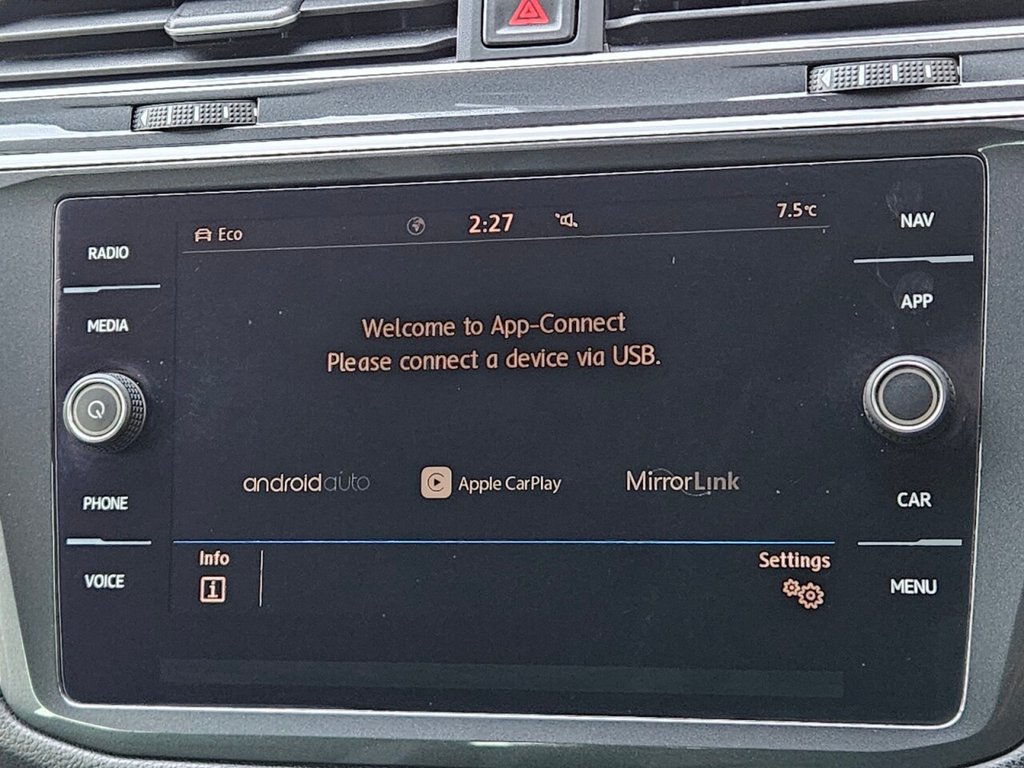 Eco 2:27 7.5°C
RADIO
MEDIA
PHONE
VOICE
NAV
APP
CAR
MENU
Welcome to App-Connect
Please connect a device via USB.
androidauto Apple CarPlay MirrorLink
Info Settings